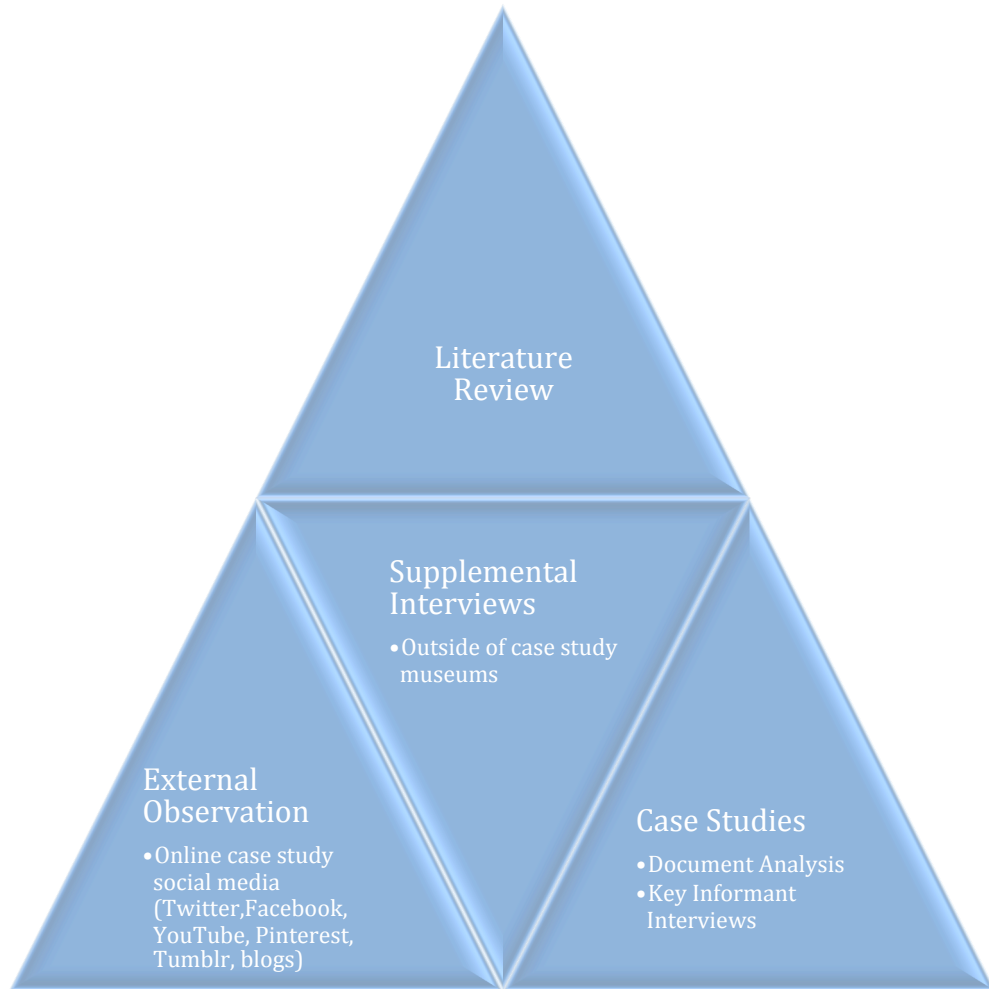 Literature
Review
Supplemental
Interviews
•Outside of case study
museums
External
Observation
•Online case study
social media
(Twitter,Facebook,
YouTube, Pinterest,
Tumblr, blogs)
Case Studies
•Document Analysis
•Key Informant
Interviews